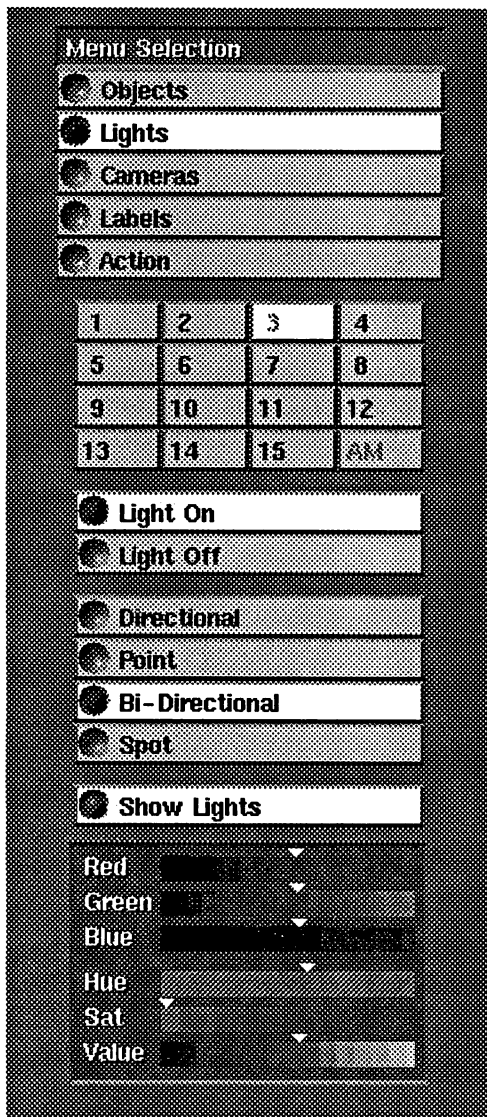 Menu Selection
Objects
Lights
Cameras
Labels
Action
1 2 3 4
5 6 7 8
9 10 11 12
13 14 15 AM
Light On
Light Off
Directional
Point
Bi-Directional
Spot
Show Lights
Red
Green
Blue
Hue
Sat
Value